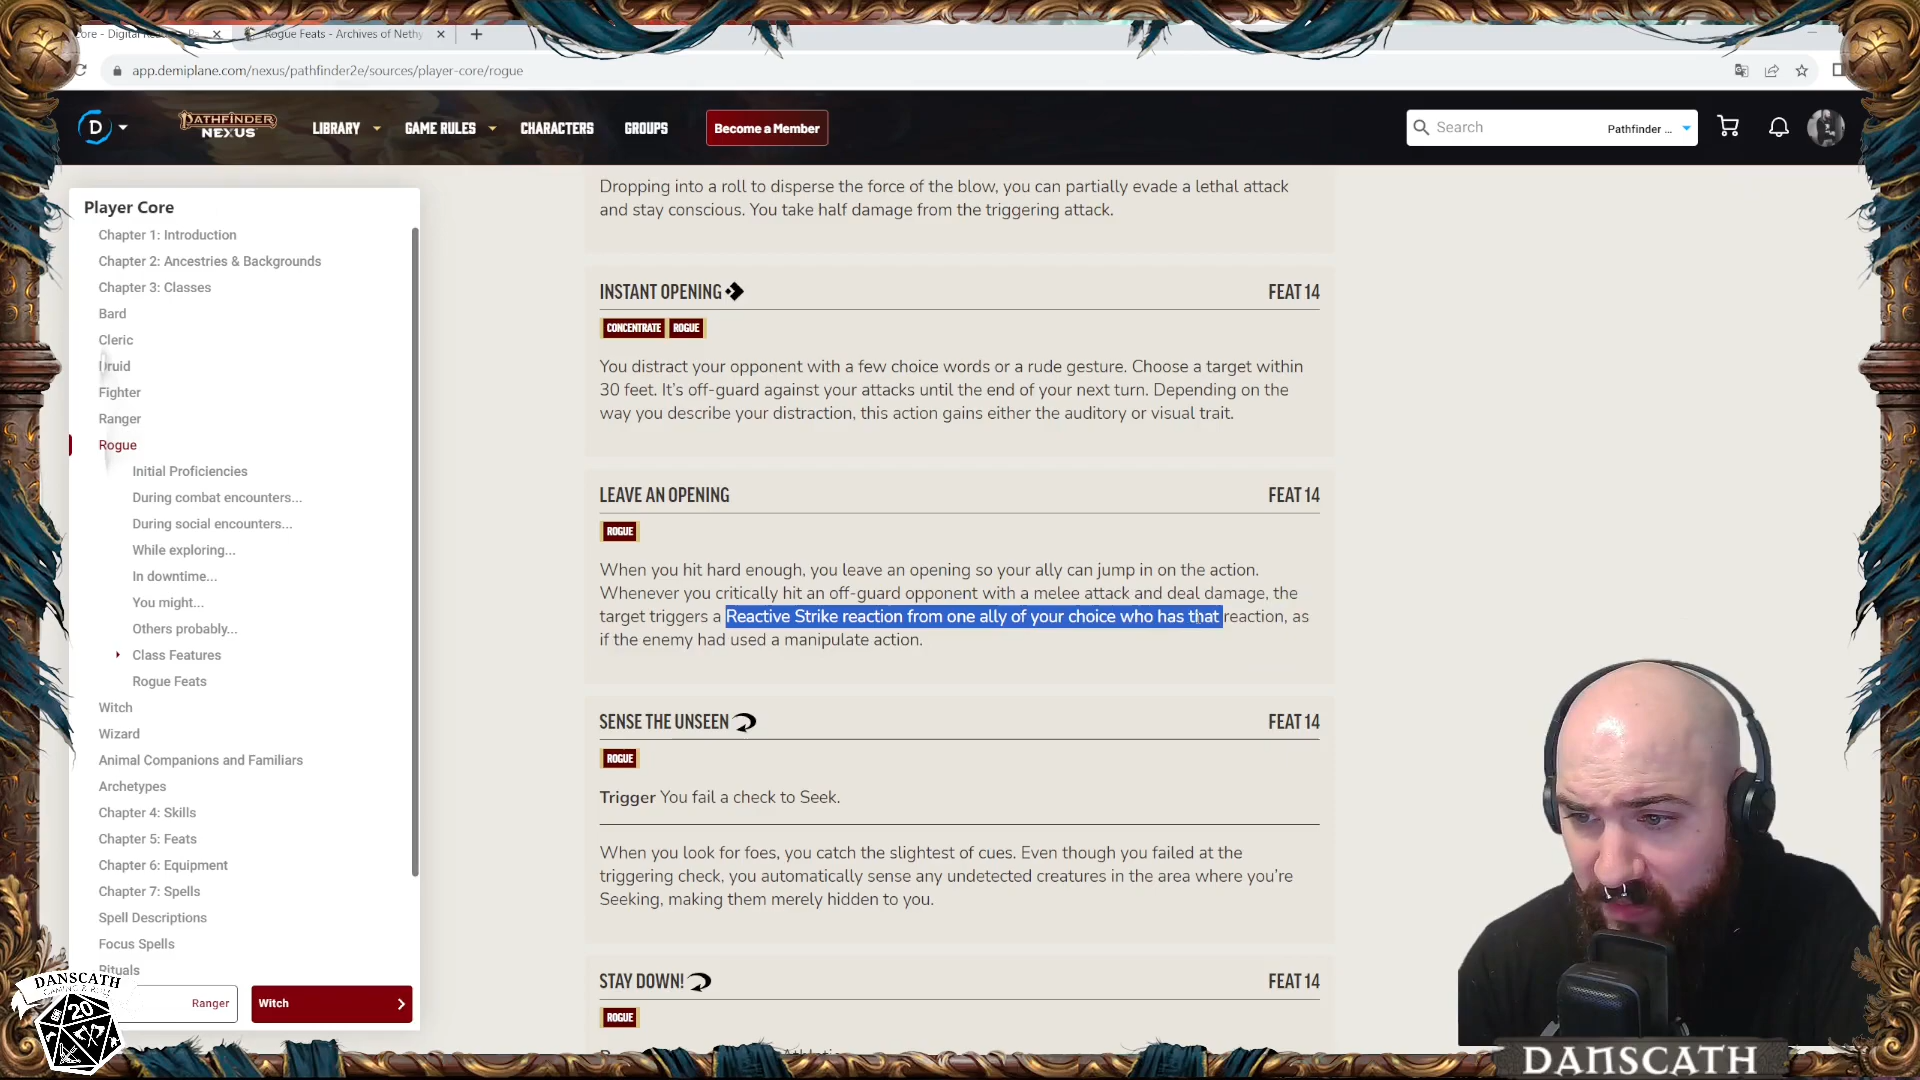 Core - Digital
Rogue Feats - Archives of Nethy
app.demiplane.com/nexus/pathfinder2e/sources/player-core/rogue
D
PATHFINDER
NEXUS
LIBRARY
GAME RULES
CHARACTERS
GROUPS
Become a Member
Search
Pathfinder ...
Player Core
Chapter 1: Introduction
Chapter 2: Ancestries & Backgrounds
Chapter 3: Classes
Bard
Cleric
Druid
Fighter
Ranger
Rogue
Initial Proficiencies
During combat encounters...
During social encounters...
While exploring...
In downtime...
You might...
Others probably...
Class Features
Rogue Feats
Witch
Wizard
Animal Companions and Familiars
Archetypes
Chapter 4: Skills
Chapter 5: Feats
Chapter 6: Equipment
Chapter 7: Spells
Spell Descriptions
Focus Spells
Rituals
Ranger
Witch
Dropping into a roll to disperse the force of the blow, you can partially evade a lethal attack
and stay conscious. You take half damage from the triggering attack.
INSTANT OPENING
FEAT 14
CONCENTRATE
ROGUE
You distract your opponent with a few choice words or a rude gesture. Choose a target within
30 feet. It's off-guard against your attacks until the end of your next turn. Depending on the
way you describe your distraction, this action gains either the auditory or visual trait.
LEAVE AN OPENING
FEAT 14
ROGUE
When you hit hard enough, you leave an opening so your ally can jump in on the action.
Whenever you critically hit an off-guard opponent with a melee attack and deal damage, the
target triggers a Reactive Strike reaction from one ally of your choice who has that reaction, as
if the enemy had used a manipulate action.
SENSE THE UNSEEN
FEAT 14
ROGUE
Trigger You fail a check to Seek.
When you look for foes, you catch the slightest of cues. Even though you failed at the
triggering check, you automatically sense any undetected creatures in the area where you're
Seeking, making them merely hidden to you.
STAY DOWN!
FEAT 14
ROGUE
DANSCATH
20
DANSCATH